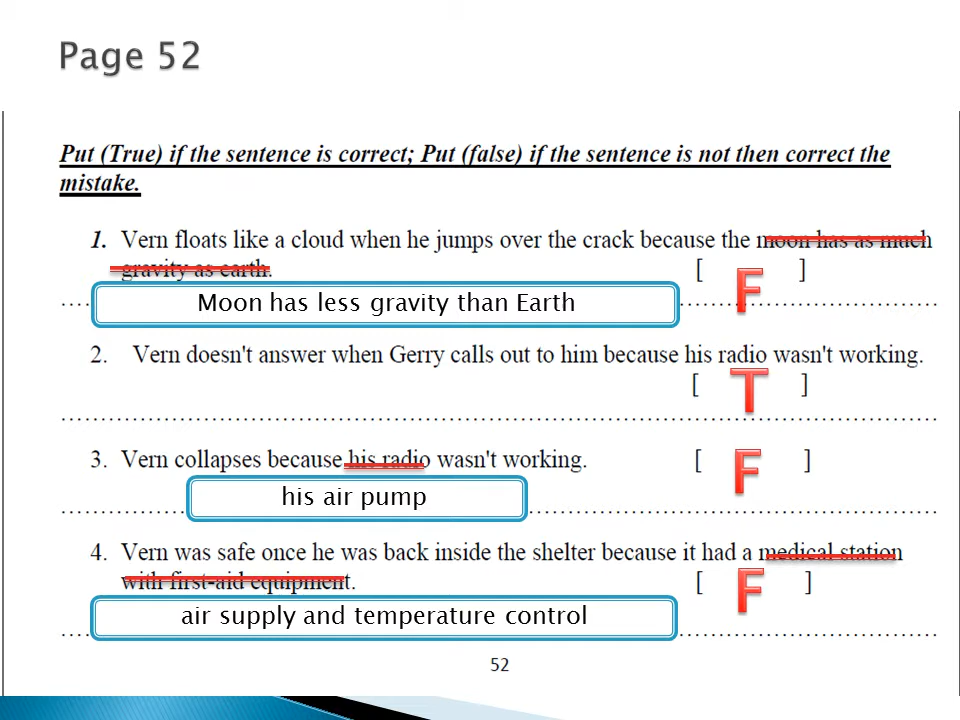 Page 52
Put (True) if the sentence is correct; Put (false) if the sentence is not then correct the
mistake.
1. Vern floats like a cloud when he jumps over the crack because the moon has as much
gravity as earth. [ F ]
Moon has less gravity than Earth
2. Vern doesn't answer when Gerry calls out to him because his radio wasn't working.
[ T ]
3. Vern collapses because his radio wasn't working. [ F ]
his air pump
4. Vern was safe once he was back inside the shelter because it had a medical station
with first-aid equipment. [ F ]
air supply and temperature control
52